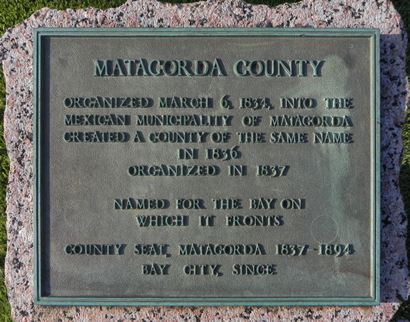 MATAGORDA COUNTY
ORGANIZED MARCH 6, 1834, INTO THE
MEXICAN MUNICIPALITY OF MATAGORDA
CREATED A COUNTY OF THE SAME NAME
IN 1836
ORGANIZED IN 1837
NAMED FOR THE BAY ON
WHICH IT FRONTS
COUNTY SEAT, MATAGORDA 1837-1894
BAY CITY, SINCE